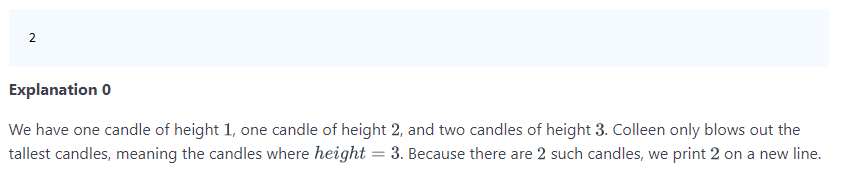 2
Explanation 0
We have one candle of height 1, one candle of height 2, and two candles of height 3. Colleen only blows out the
tallest candles, meaning the candles where height = 3. Because there are 2 such candles, we print 2 on a new line.